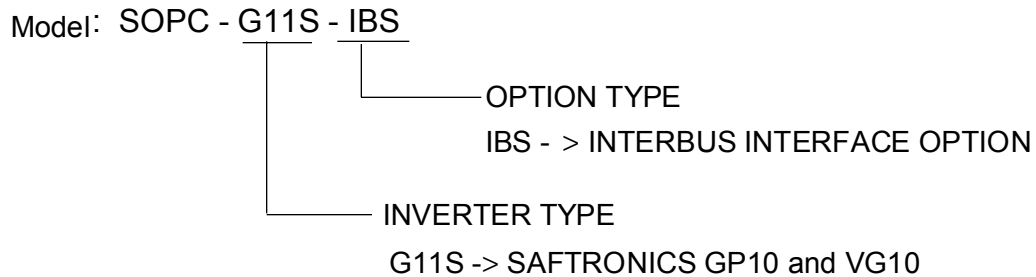 Model: SOPC - G11S - IBS
OPTION TYPE
IBS - > INTERBUS INTERFACE OPTION
INVERTER TYPE
G11S -> SAFTRONICS GP10 and VG10